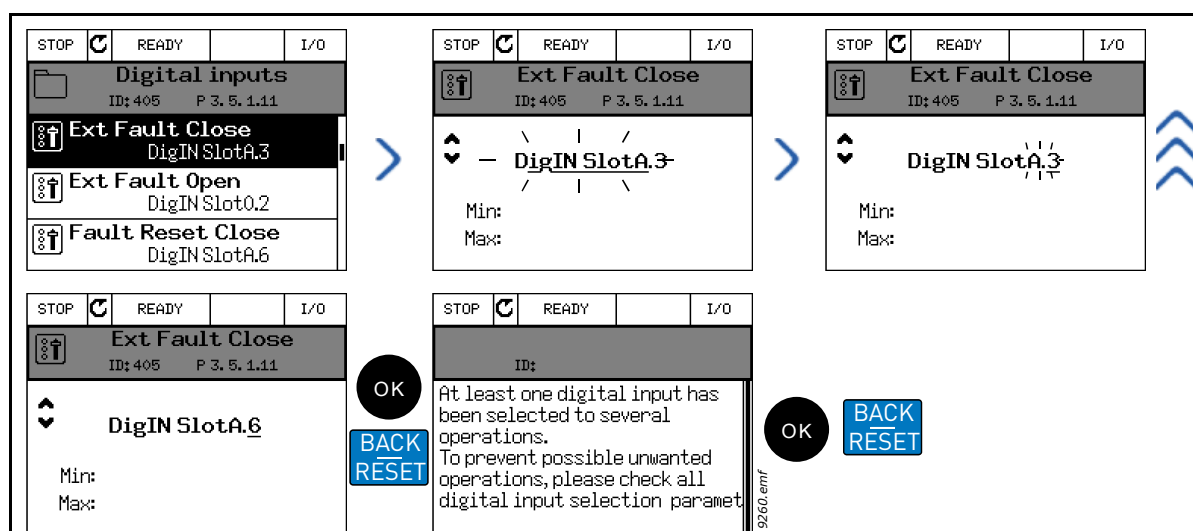 STOP READY I/O
Digital inputs
ID: 405 P 3.5.1.11
Ext Fault Close
DigIN SlotA.3
Ext Fault Open
DigIN Slot0.2
Fault Reset Close
DigIN SlotA.6
STOP READY I/O
Ext Fault Close
ID: 405 P 3.5.1.11
DigIN SlotA.3
Min:
Max:
STOP READY I/O
Ext Fault Close
ID: 405 P 3.5.1.11
DigIN SlotA.3
Min:
Max:
STOP READY I/O
Ext Fault Close
ID: 405 P 3.5.1.11
DigIN SlotA.6
Min:
Max:
OK
BACK
RESET
STOP READY I/O
ID:
At least one digital input has
been selected to several
operations.
To prevent possible unwanted
operations, please check all
digital input selection paramet
OK
BACK
RESET
9260.emf